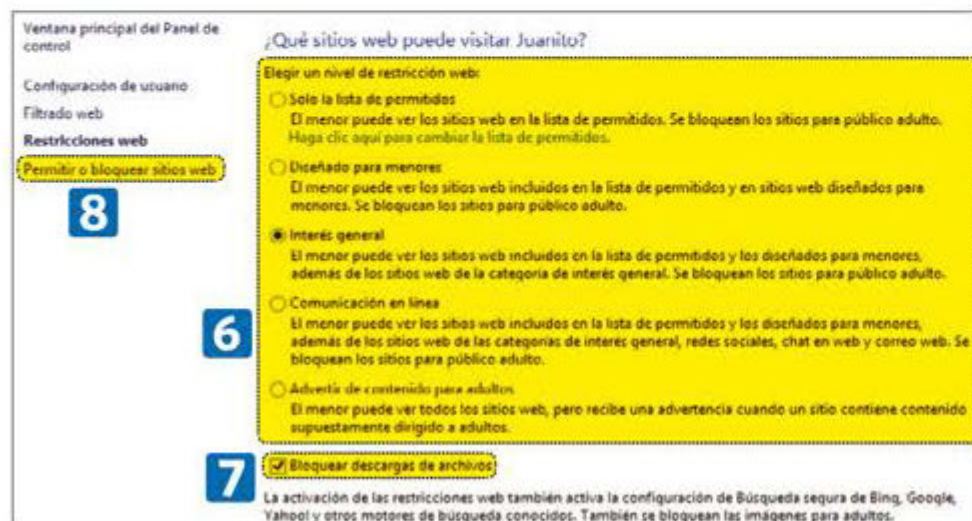 Ventana principal del Panel de
control
Configuración de usuario
Filtrado web
Restricciones web
Permitir o bloquear sitios web
8
¿Qué sitios web puede visitar Juanito?
Elegir un nivel de restricción web:
Solo la lista de permitidos
El menor puede ver los sitios web en la lista de permitidos. Se bloquean los sitios para público adulto.
Haga clic aquí para cambiar la lista de permitidos.
Diseñado para menores
El menor puede ver los sitios web incluidos en la lista de permitidos y en sitios web diseñados para
menores. Se bloquean los sitios para público adulto.
Interés general
El menor puede ver los sitios web incluidos en la lista de permitidos y los diseñados para menores,
además de los sitios web de la categoría de interés general. Se bloquean los sitios para público adulto.
6
Comunicación en línea
El menor puede ver los sitios web incluidos en la lista de permitidos y los diseñados para menores,
además de los sitios web de las categorías de interés general, redes sociales, chat en web y correo web. Se
bloquean los sitios para público adulto.
Advertir de contenido para adultos
El menor puede ver todos los sitios web, pero recibe una advertencia cuando un sitio contiene contenido
supuestamente dirigido a adultos.
7
Bloquear descargas de archivos
La activación de las restricciones web también activa la configuración de Búsqueda segura de Bing, Google,
Yahoo! y otros motores de búsqueda conocidos. También se bloquean las imágenes para adultos.